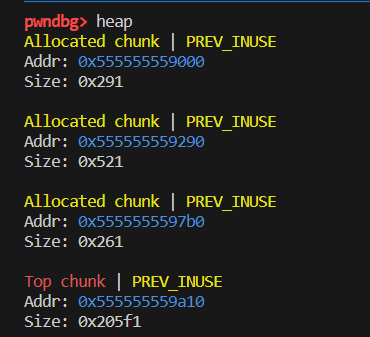 pwndbg> heap
Allocated chunk | PREV_INUSE
Addr: 0x555555559000
Size: 0x291
Allocated chunk | PREV_INUSE
Addr: 0x555555559290
Size: 0x521
Allocated chunk | PREV_INUSE
Addr: 0x5555555597b0
Size: 0x261
Top chunk | PREV_INUSE
Addr: 0x555555559a10
Size: 0x205f1